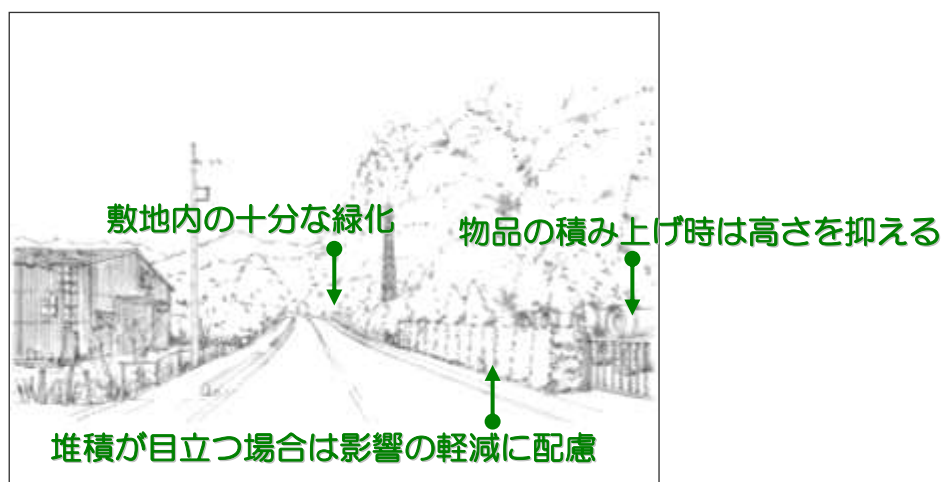 敷地内の十分な緑化
物品の積み上げ時は高さを抑える
堆積が目立つ場合は影響の軽減に配慮